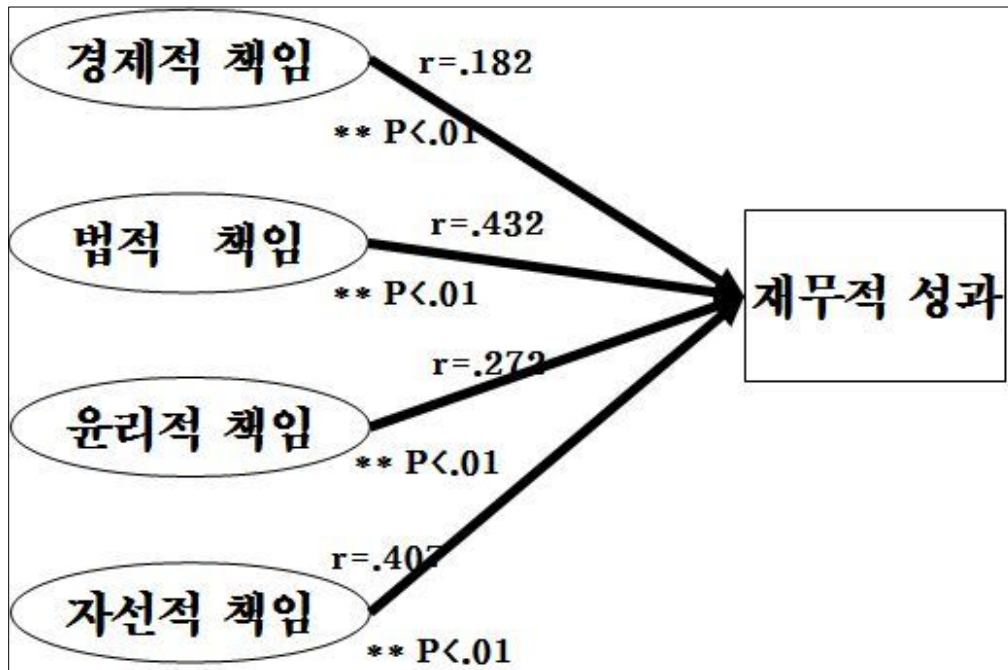 경제적 책임
r=.182
** P<.01
법적 책임
r=.432
** P<.01
재무적 성과
윤리적 책임
r=.272
** P<.01
자선적 책임
r=.407
** P<.01